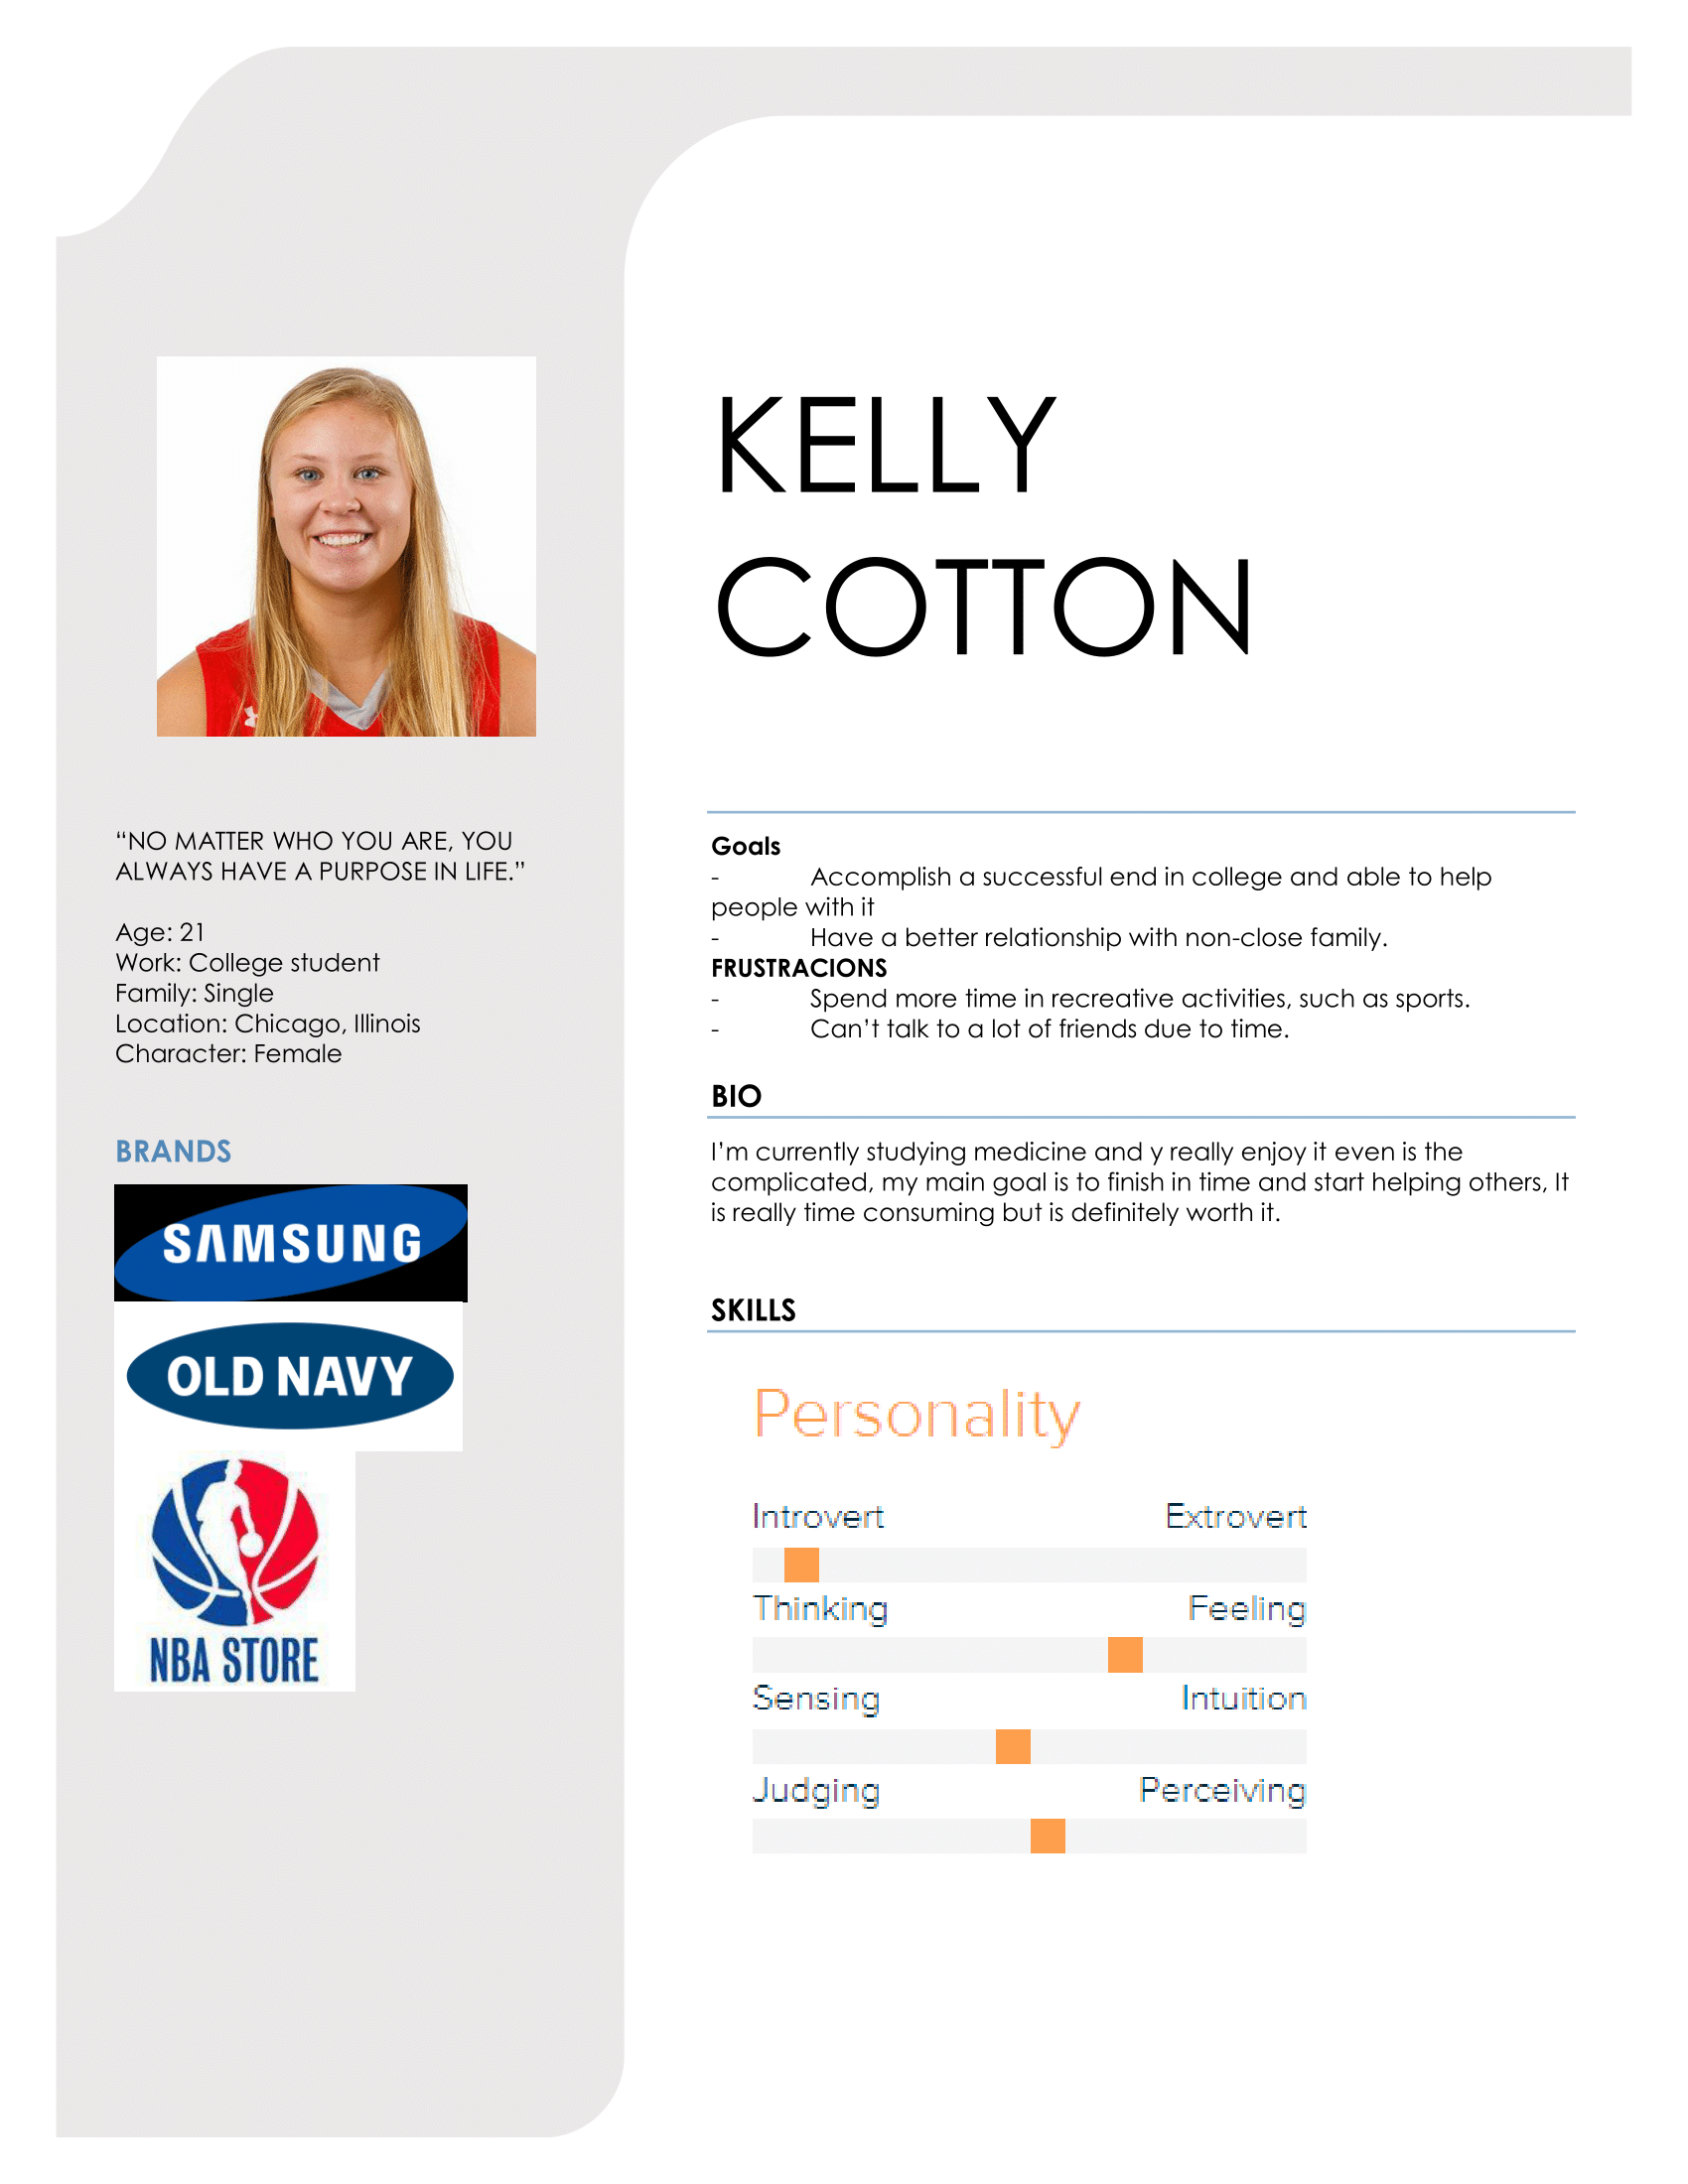 KELLY
COTTON
“NO MATTER WHO YOU ARE, YOU
ALWAYS HAVE A PURPOSE IN LIFE.”
Age: 21
Work: College student
Family: Single
Location: Chicago, Illinois
Character: Female
BRANDS
SAMSUNG
OLD NAVY
NBA STORE
Goals
- Accomplish a successful end in college and able to help
people with it
- Have a better relationship with non-close family.
FRUSTRACIONS
- Spend more time in recreative activities, such as sports.
- Can’t talk to a lot of friends due to time.
BIO
I’m currently studying medicine and y really enjoy it even is the
complicated, my main goal is to finish in time and start helping others, It
is really time consuming but is definitely worth it.
SKILLS
Personality
Introvert Extrovert
Thinking Feeling
Sensing Intuition
Judging Perceiving